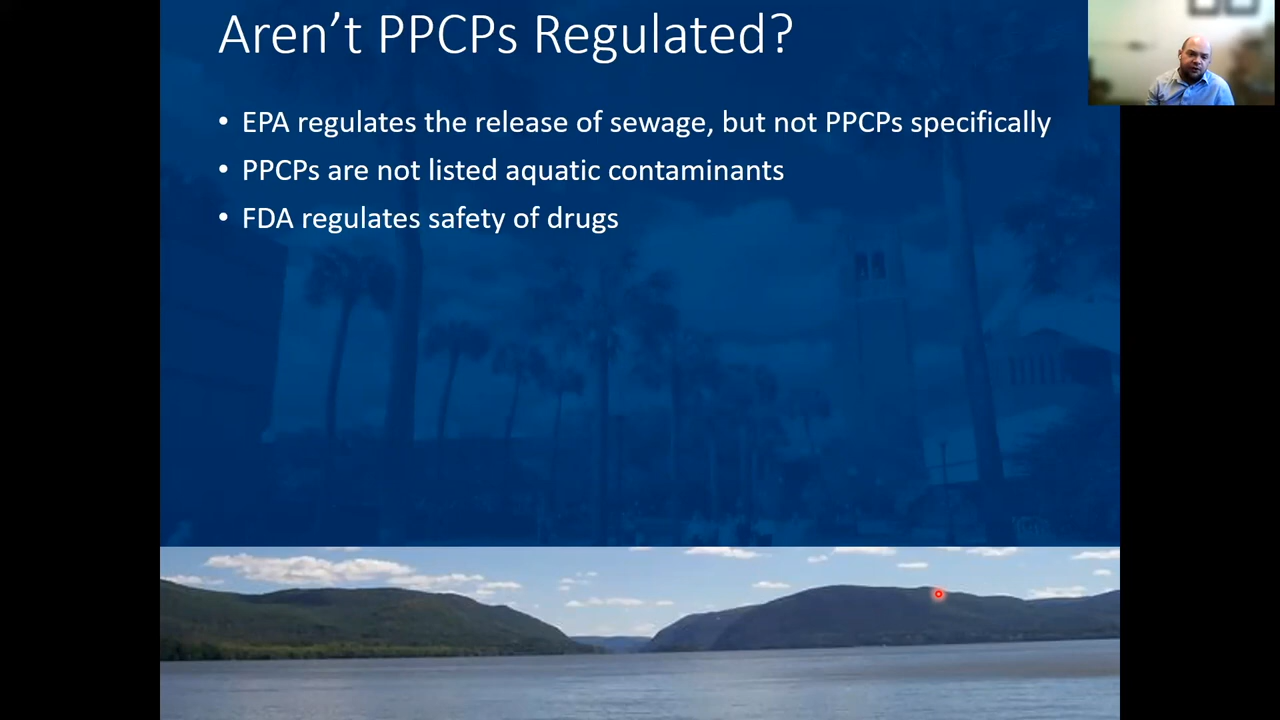 Aren’t PPCPs Regulated?
• EPA regulates the release of sewage, but not PPCPs specifically
• PPCPs are not listed aquatic contaminants
• FDA regulates safety of drugs